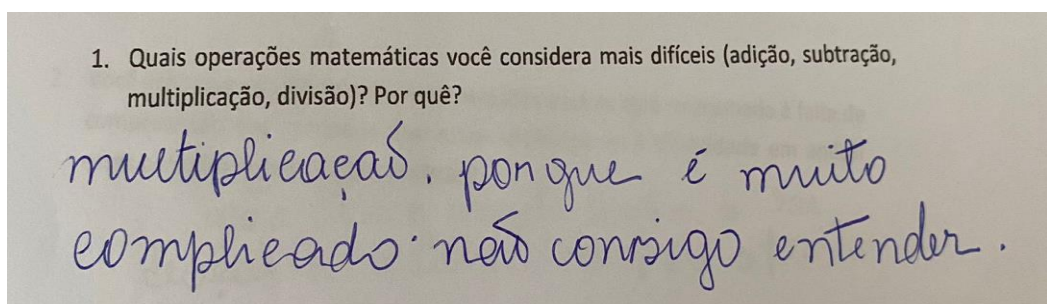 1. Quais operações matemáticas você considera mais difíceis (adição, subtração,
multiplicação, divisão)? Por quê?
multiplicação. porque é muito
complicado. não consigo entender.